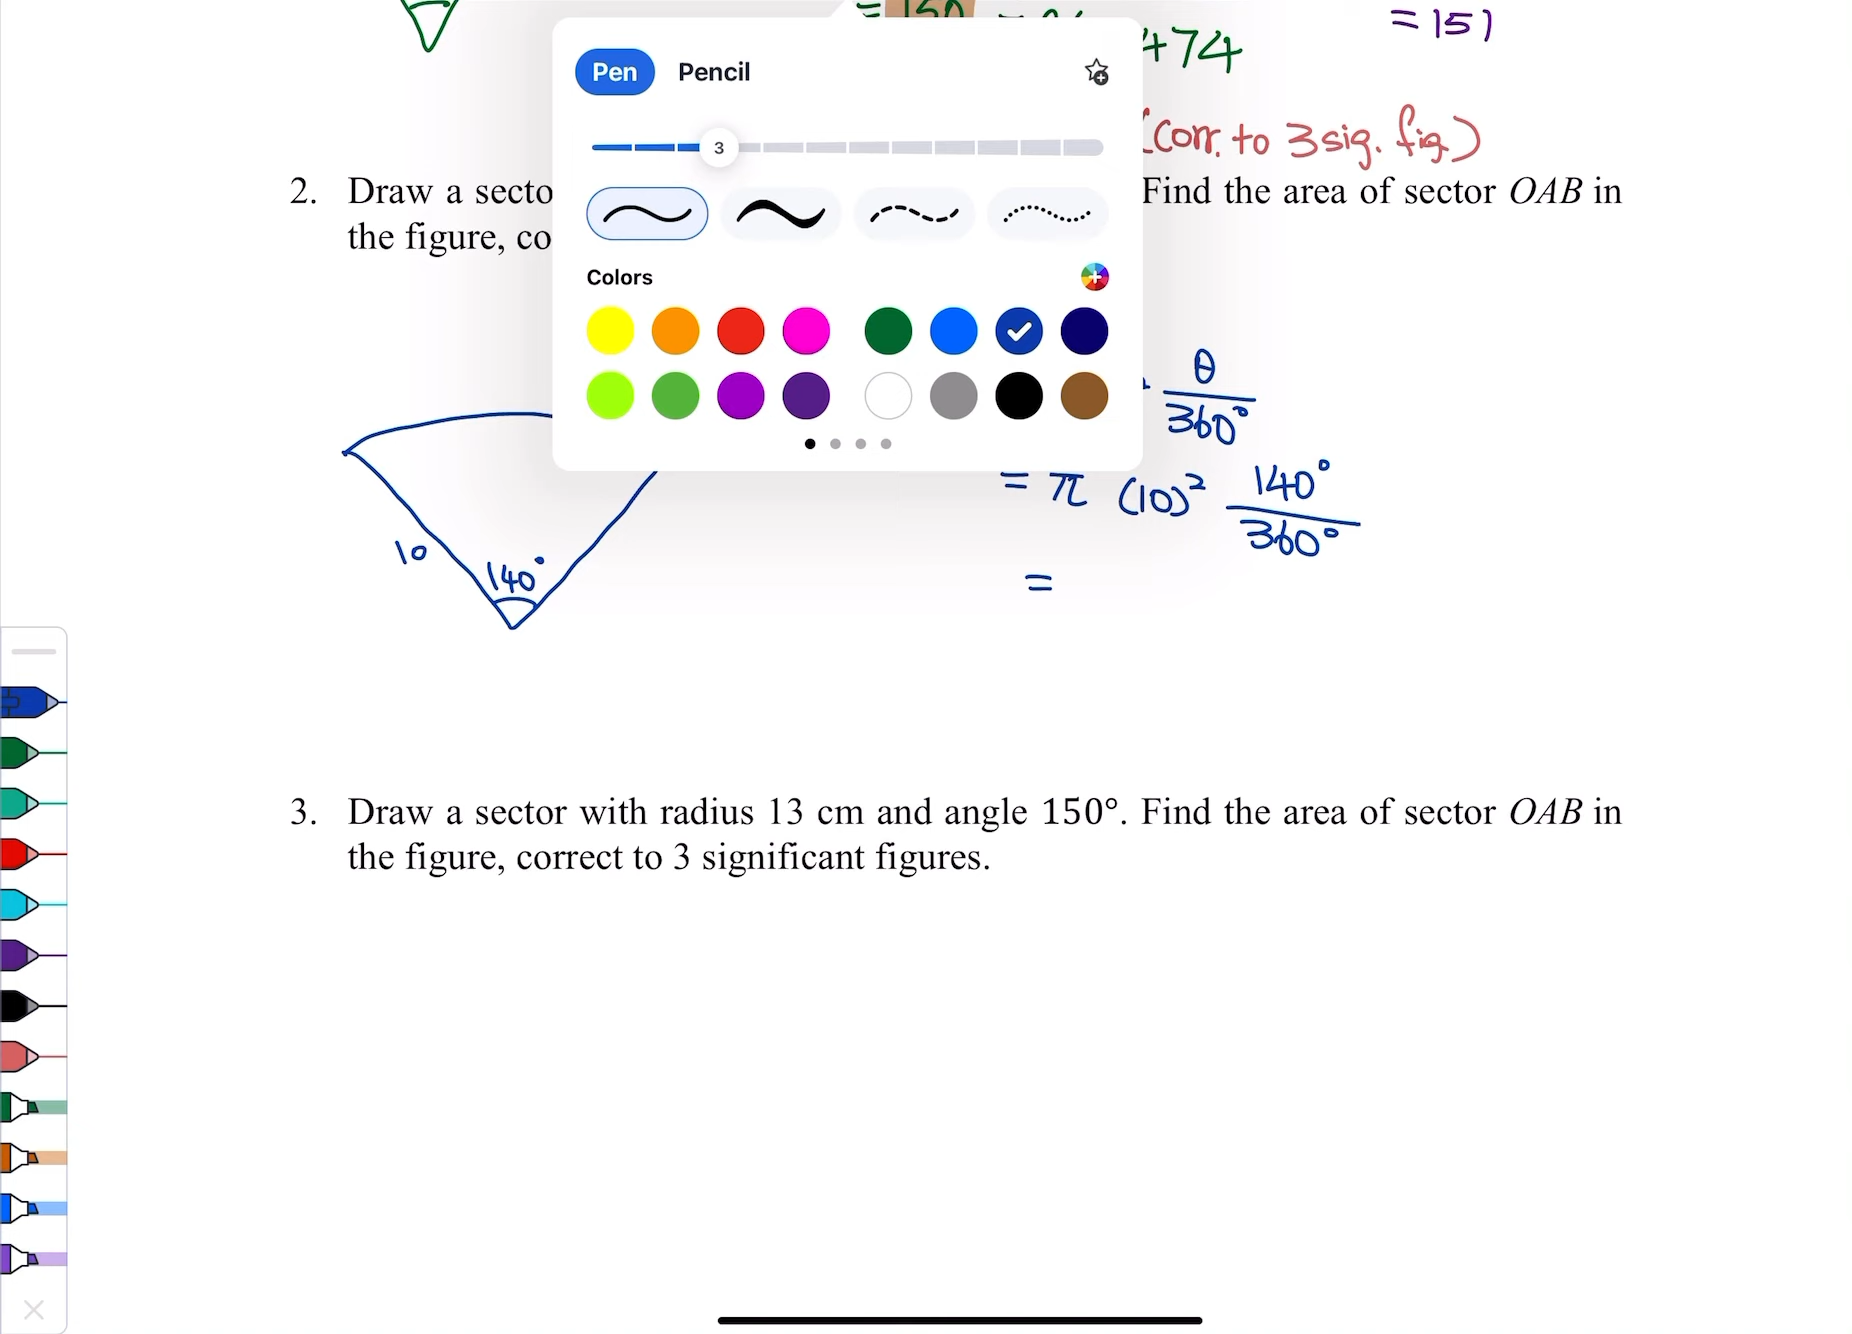 = 150
= 151
+74
(corr. to 3 sig. fig.)
Pen Pencil
3
2. Draw a secto Find the area of sector OAB in
the figure, co
Colors
θ
360°
= π (10)² 140°
360°
10
140°
=
3. Draw a sector with radius 13 cm and angle 150°. Find the area of sector OAB in
the figure, correct to 3 significant figures.